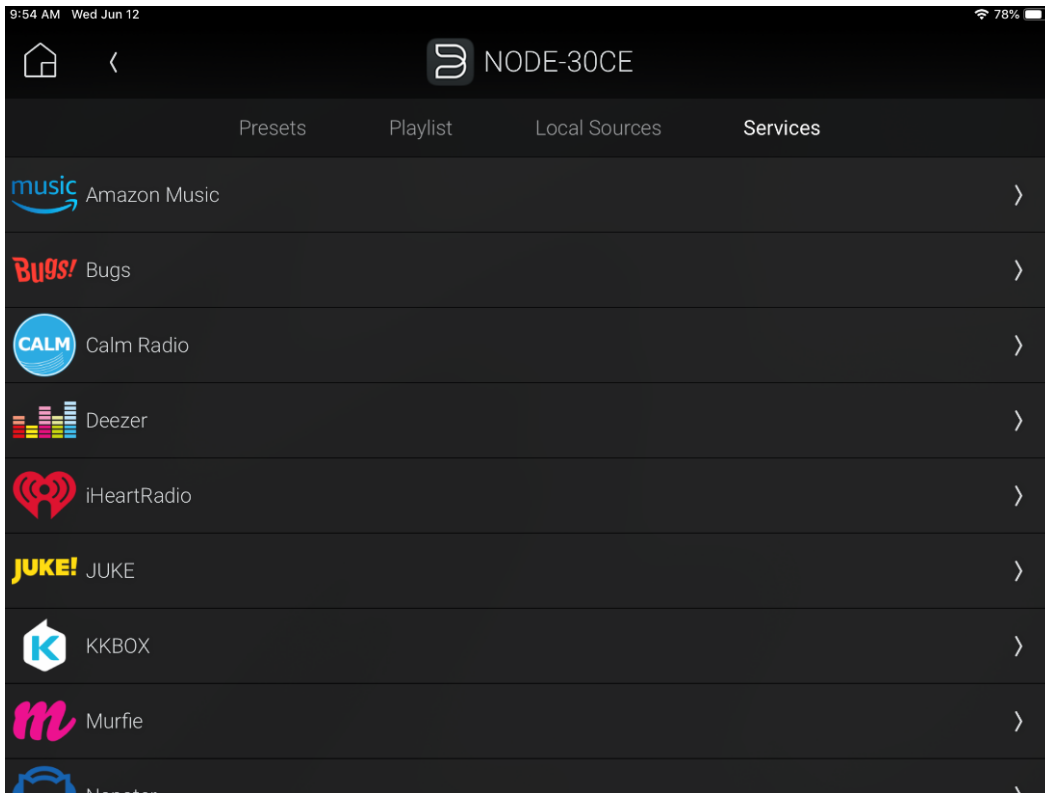 9:54 AM Wed Jun 12 78%
NODE-30CE
Presets Playlist Local Sources Services
music Amazon Music
Bugs! Bugs
CALM Calm Radio
Deezer
iHeartRadio
JUKE! JUKE
K KKBOX
m Murfie